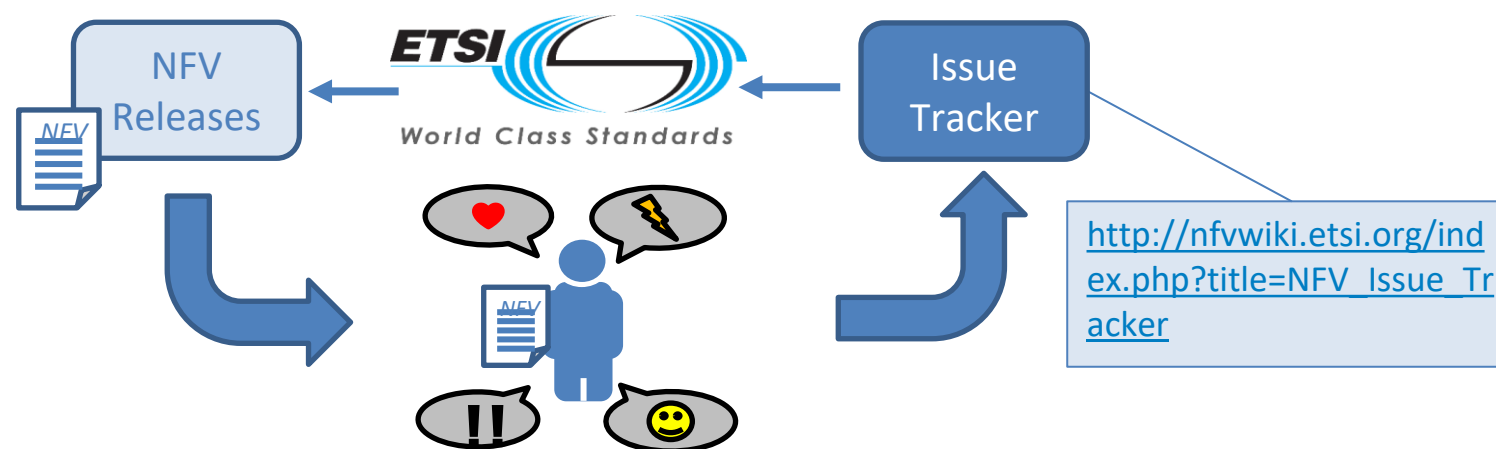 NFV
Releases
NFV
ETSI
World Class Standards
Issue
Tracker
http://nfvwiki.etsi.org/ind
ex.php?title=NFV_Issue_Tr
acker
NFV
!!